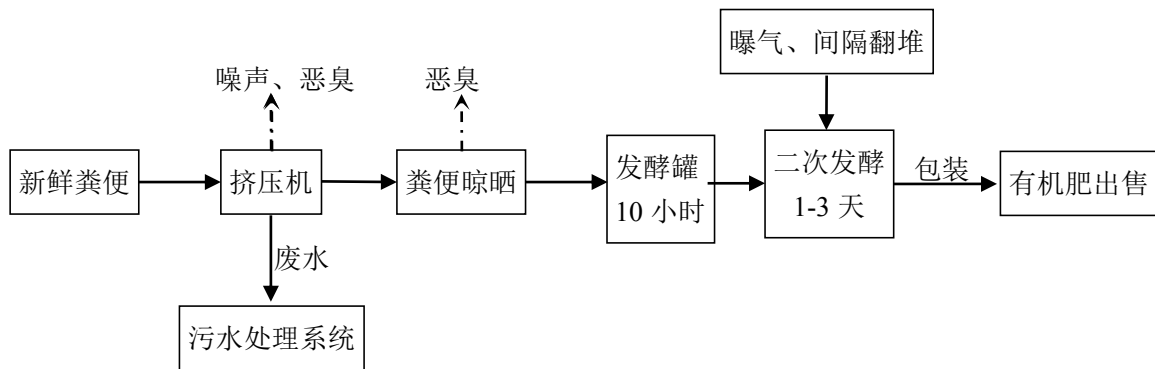 曝气、间隔翻堆
噪声、恶臭
恶臭
新鲜粪便
挤压机
粪便晾晒
发酵罐
10 小时
二次发酵
1-3 天
包装
有机肥出售
废水
污水处理系统